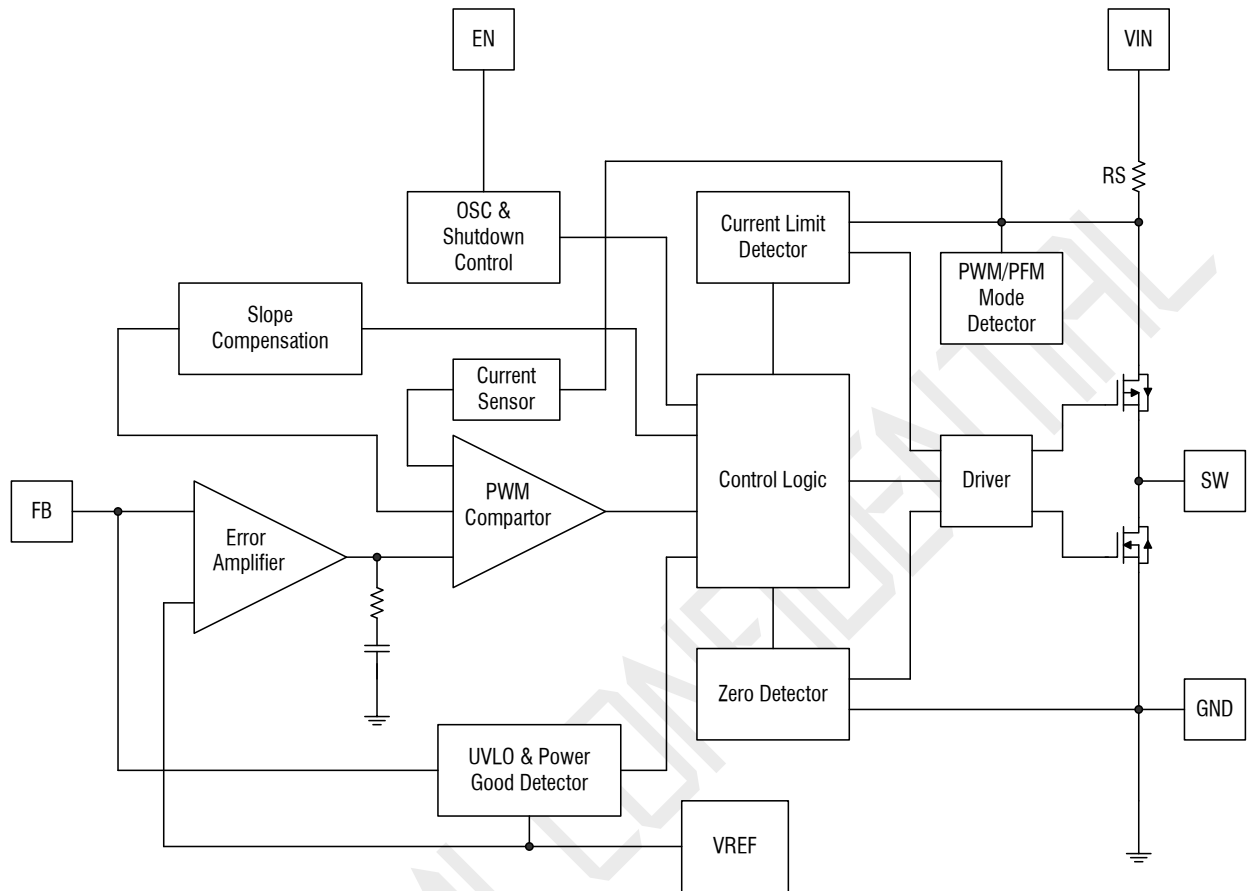 EN
VIN
RS
OSC &
Shutdown
Control
Current Limit
Detector
PWM/PFM
Mode
Detector
Slope
Compensation
Current
Sensor
PWM
Compartor
Control Logic
Driver
SW
FB
Error
Amplifier
Zero Detector
GND
UVLO & Power
Good Detector
VREF
CONFIDENTIAL